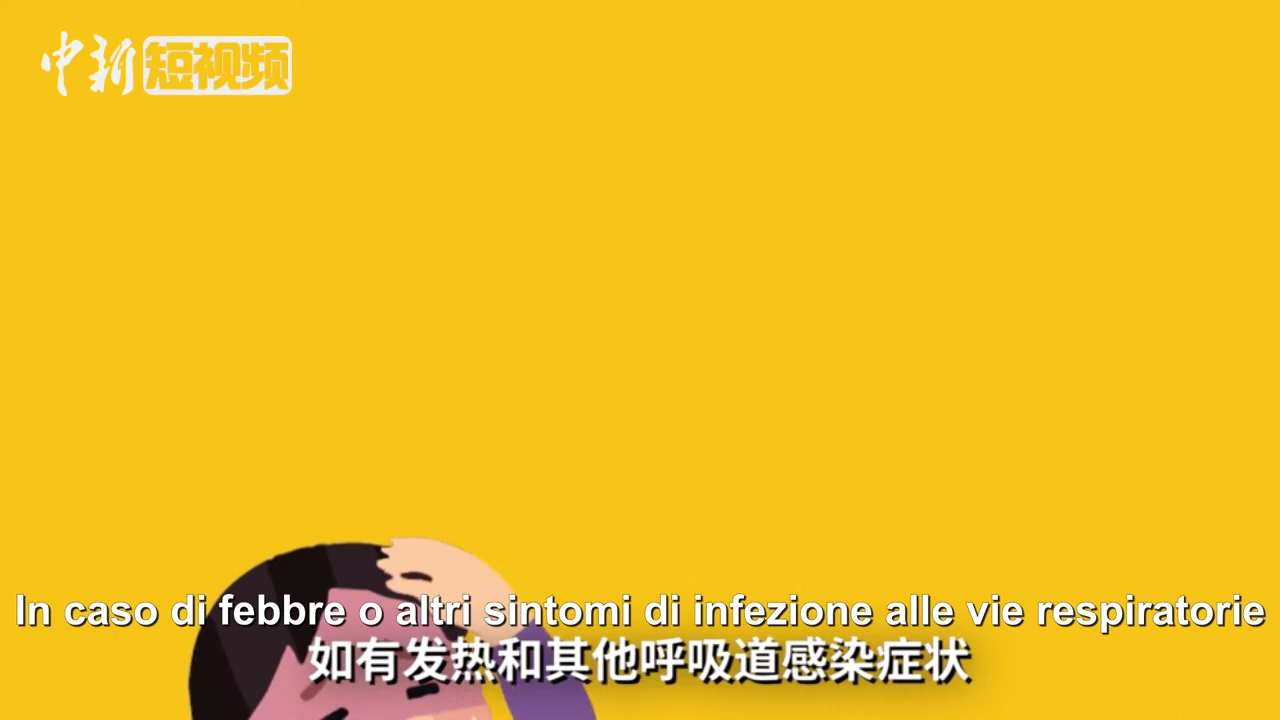 中新 短视频
In caso di febbre o altri sintomi di infezione alle vie respiratorie
如有发热和其他呼吸道感染症状